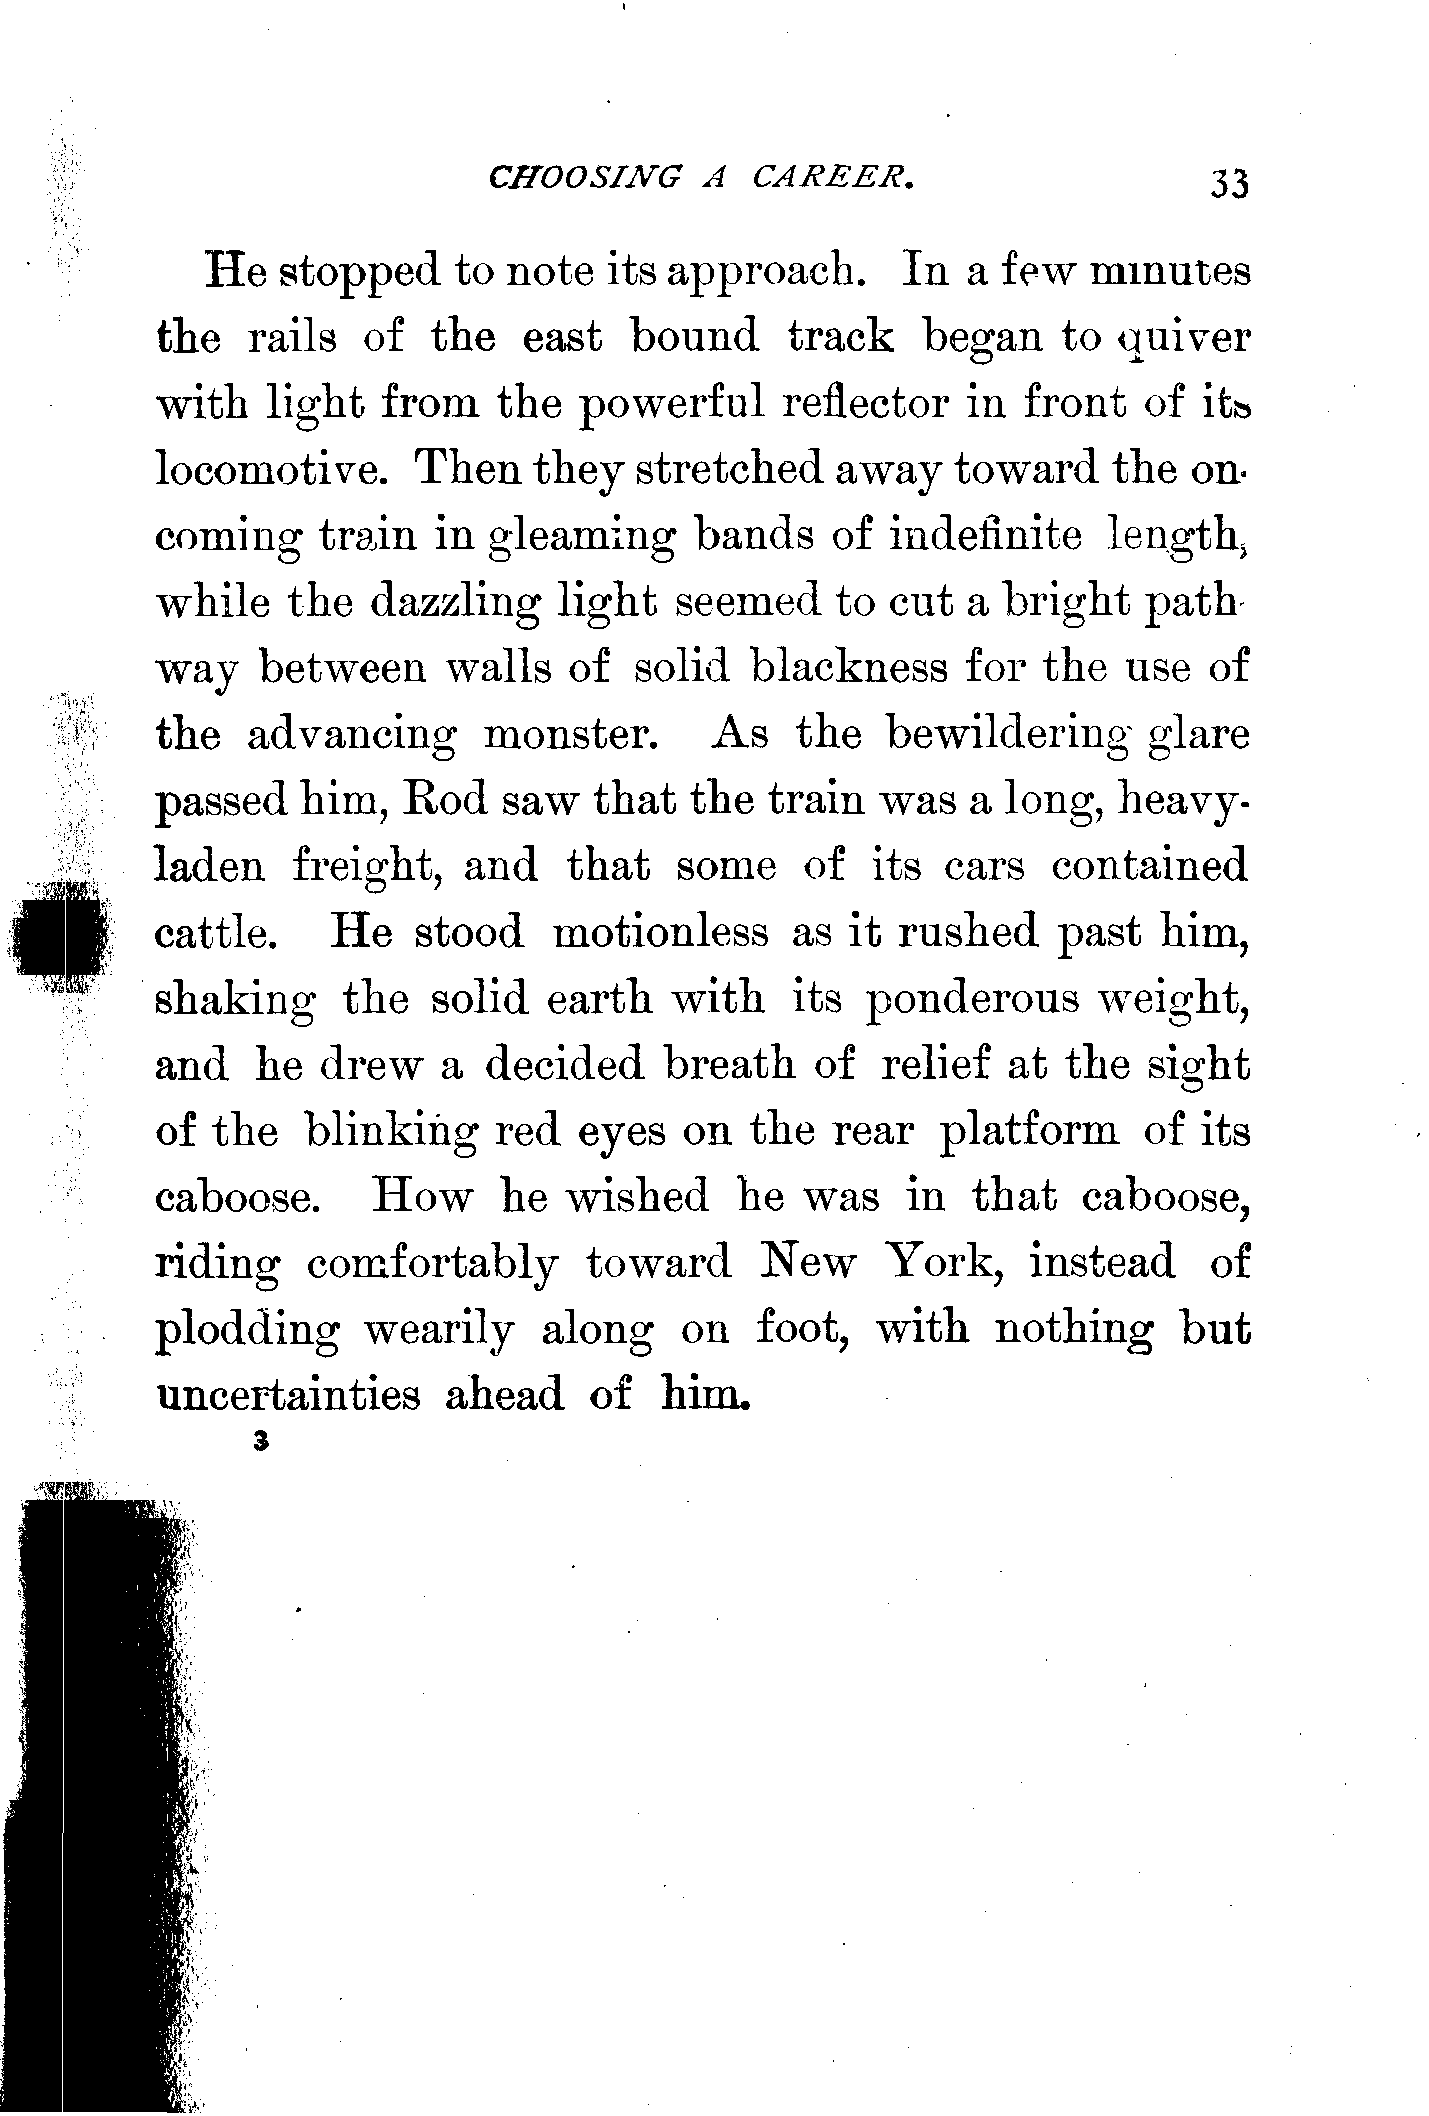 CHOOSING A CAREER. 33
He stopped to note its approach. In a few minutes
the rails of the east bound track began to quiver
with light from the powerful reflector in front of its
locomotive. Then they stretched away toward the on-
coming train in gleaming bands of indefinite length,
while the dazzling light seemed to cut a bright path-
way between walls of solid blackness for the use of
the advancing monster. As the bewildering glare
passed him, Rod saw that the train was a long, heavy-
laden freight, and that some of its cars contained
cattle. He stood motionless as it rushed past him,
shaking the solid earth with its ponderous weight,
and he drew a decided breath of relief at the sight
of the blinking red eyes on the rear platform of its
caboose. How he wished he was in that caboose,
riding comfortably toward New York, instead of
plodding wearily along on foot, with nothing but
uncertainties ahead of him.
3